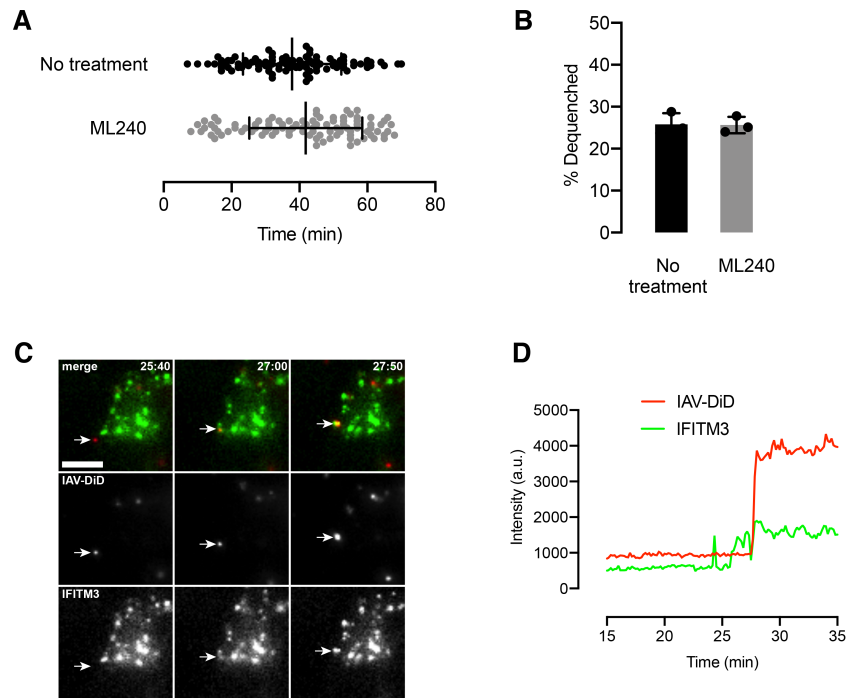 A
No treatment
ML240
0 20 40 60 80
Time (min)
B
50
40
30
20
10
0
% Dequenched
No
treatment
ML240
C
merge 25:40 27:00 27:50
IAV-DiD
IFITM3
D
IAV-DiD
IFITM3
5000
4000
3000
2000
1000
0
Intensity (a.u.)
15 20 25 30 35
Time (min)